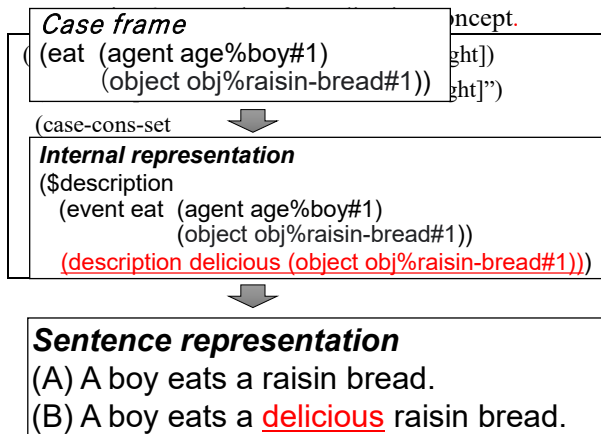 oncept.
Case frame
(eat (agent age%boy#1)
(object obj%raisin-bread#1))
( ght])
ght]”)
(case-cons-set
Internal representation
($description
(event eat (agent age%boy#1)
(object obj%raisin-bread#1))
(description delicious (object obj%raisin-bread#1)))
Sentence representation
(A) A boy eats a raisin bread.
(B) A boy eats a delicious raisin bread.